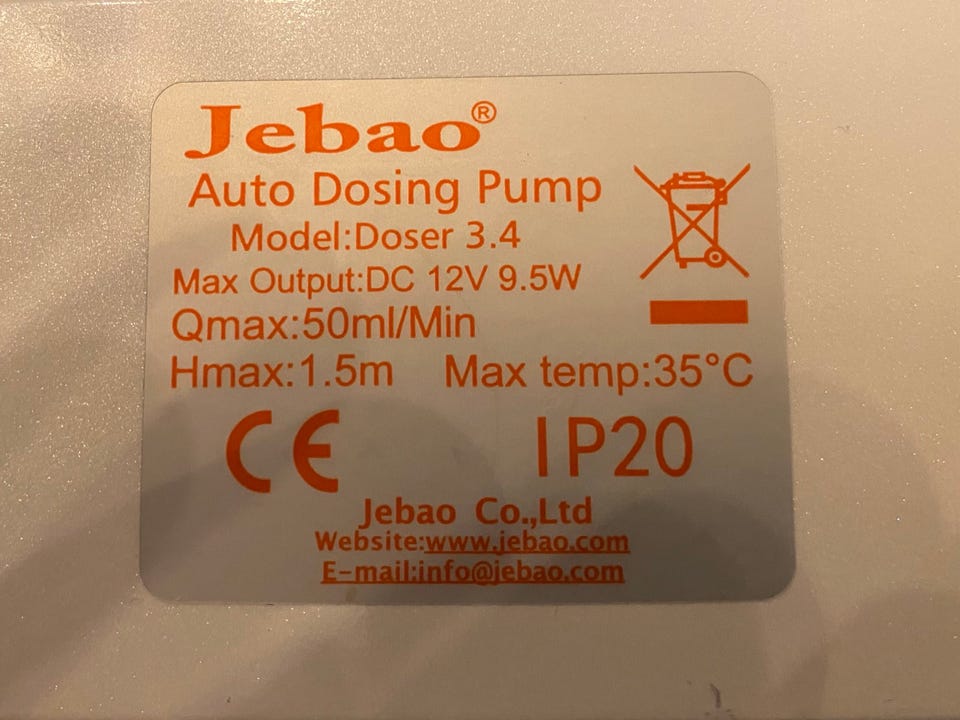 Jebao®
Auto Dosing Pump
Model:Doser 3.4
Max Output:DC 12V 9.5W
Qmax:50ml/Min
Hmax:1.5m Max temp:35°C
CE IP20
Jebao Co.,Ltd
Website:www.jebao.com
E-mail:info@jebao.com